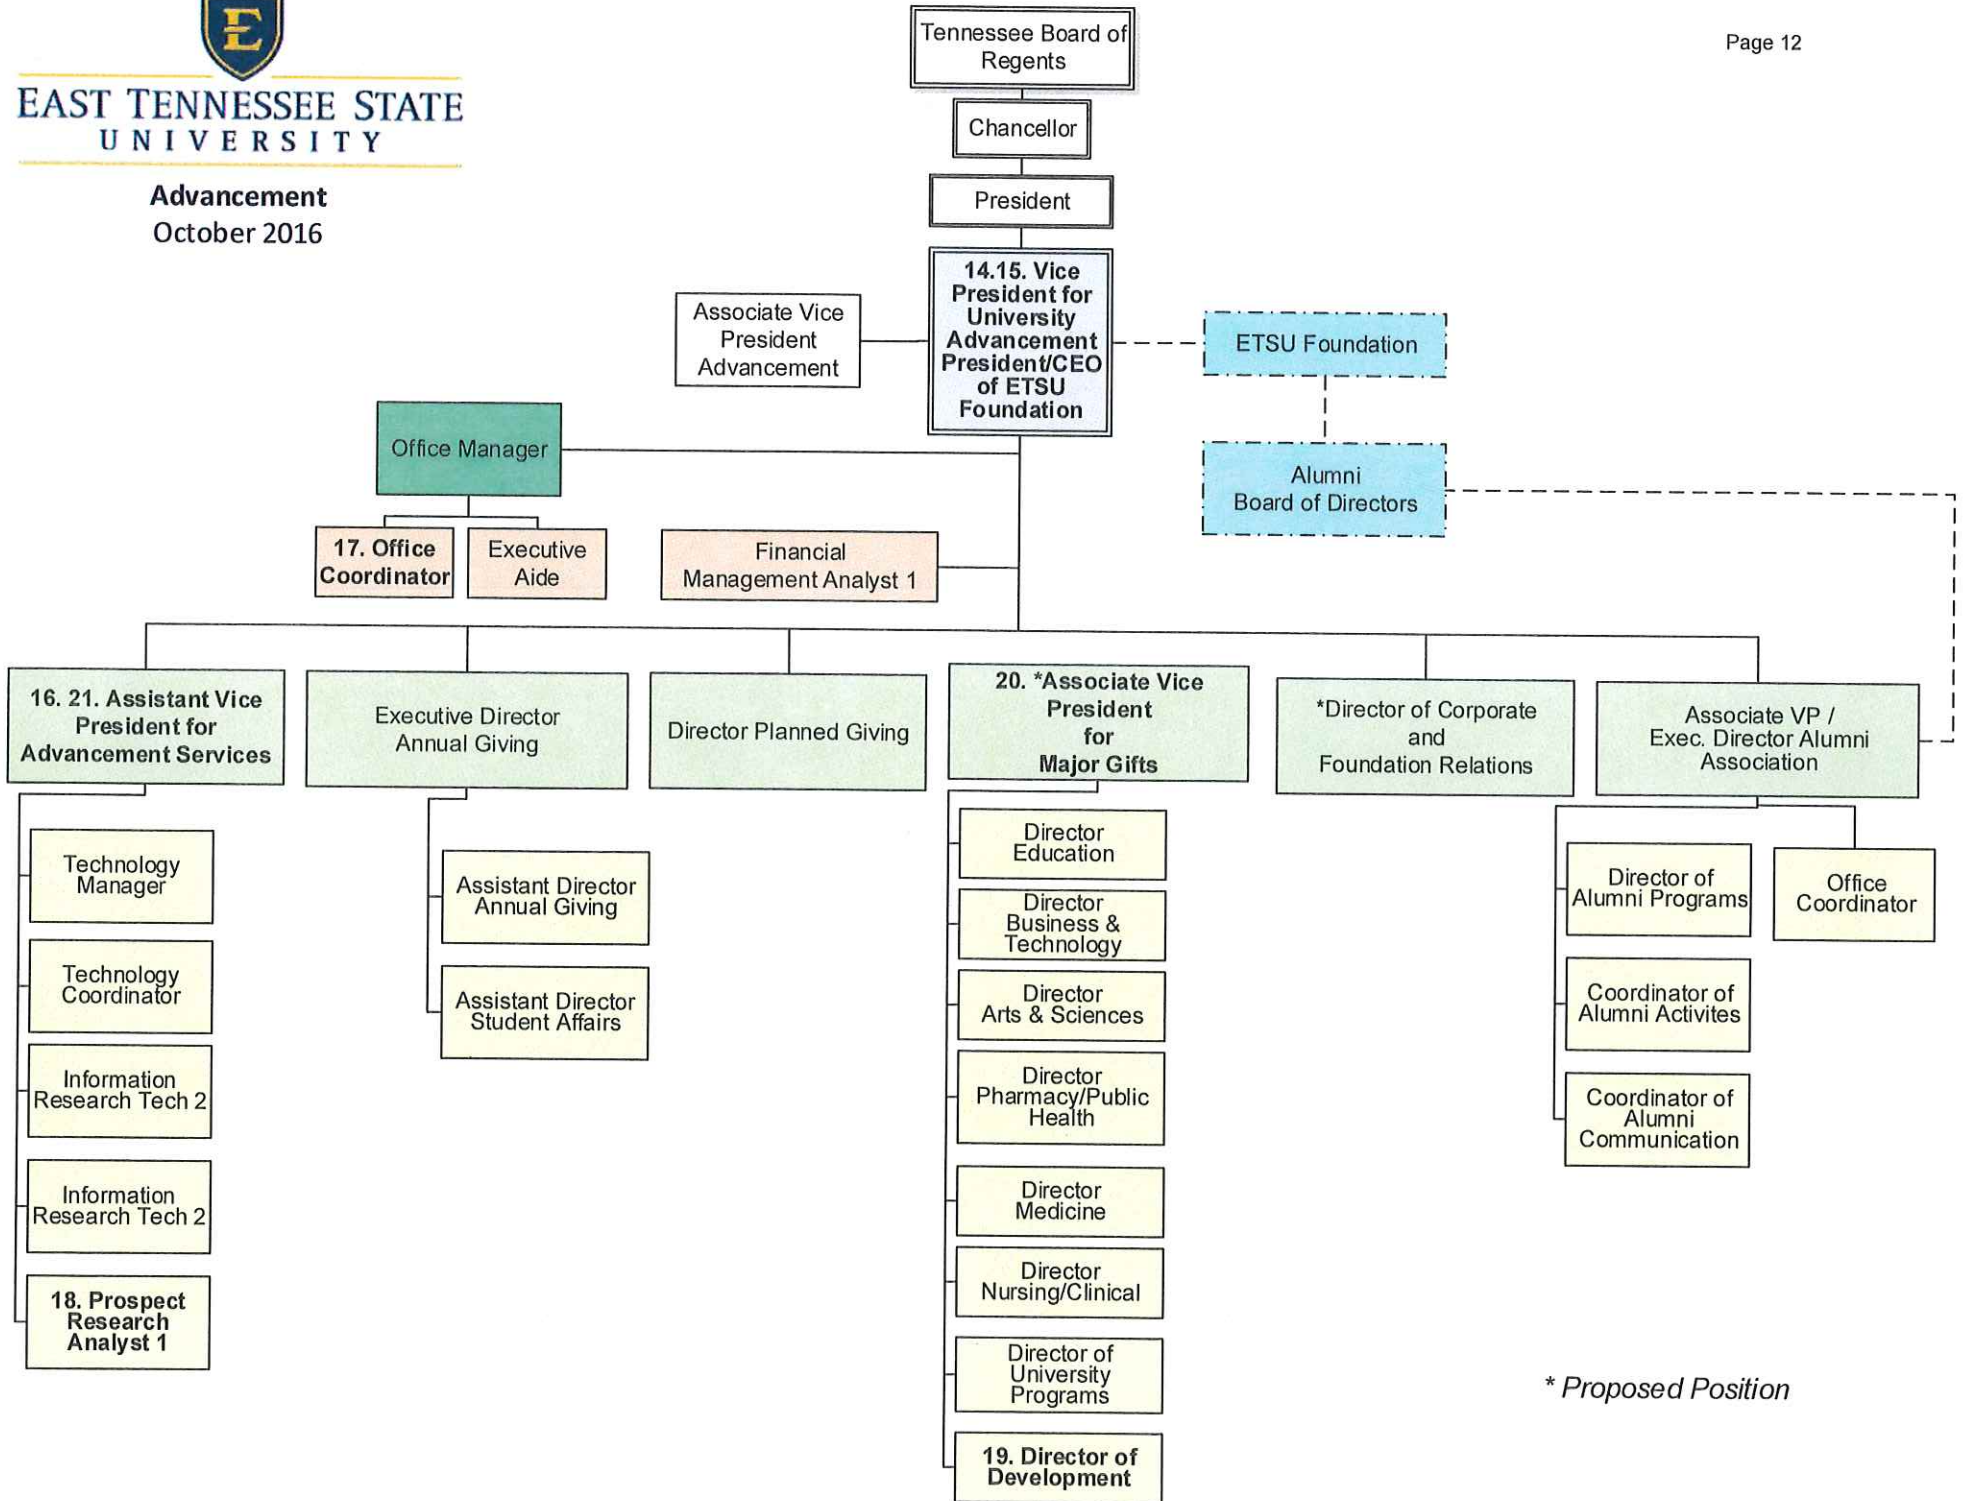 E
EAST TENNESSEE STATE
UNIVERSITY
Advancement
October 2016
Page 12
Tennessee Board of
Regents
Chancellor
President
14.15. Vice
President for
University
Advancement
President/CEO
of ETSU
Foundation
Associate Vice
President
Advancement
ETSU Foundation
Alumni
Board of Directors
Office Manager
17. Office
Coordinator
Executive
Aide
Financial
Management Analyst 1
16. 21. Assistant Vice
President for
Advancement Services
Executive Director
Annual Giving
Director Planned Giving
20. *Associate Vice
President
for
Major Gifts
*Director of Corporate
and
Foundation Relations
Associate VP /
Exec. Director Alumni
Association
Technology
Manager
Technology
Coordinator
Information
Research Tech 2
Information
Research Tech 2
18. Prospect
Research
Analyst 1
Assistant Director
Annual Giving
Assistant Director
Student Affairs
Director
Education
Director
Business &
Technology
Director
Arts & Sciences
Director
Pharmacy/Public
Health
Director
Medicine
Director
Nursing/Clinical
Director of
University
Programs
19. Director of
Development
Director of
Alumni Programs
Office
Coordinator
Coordinator of
Alumni Activites
Coordinator of
Alumni
Communication
* Proposed Position